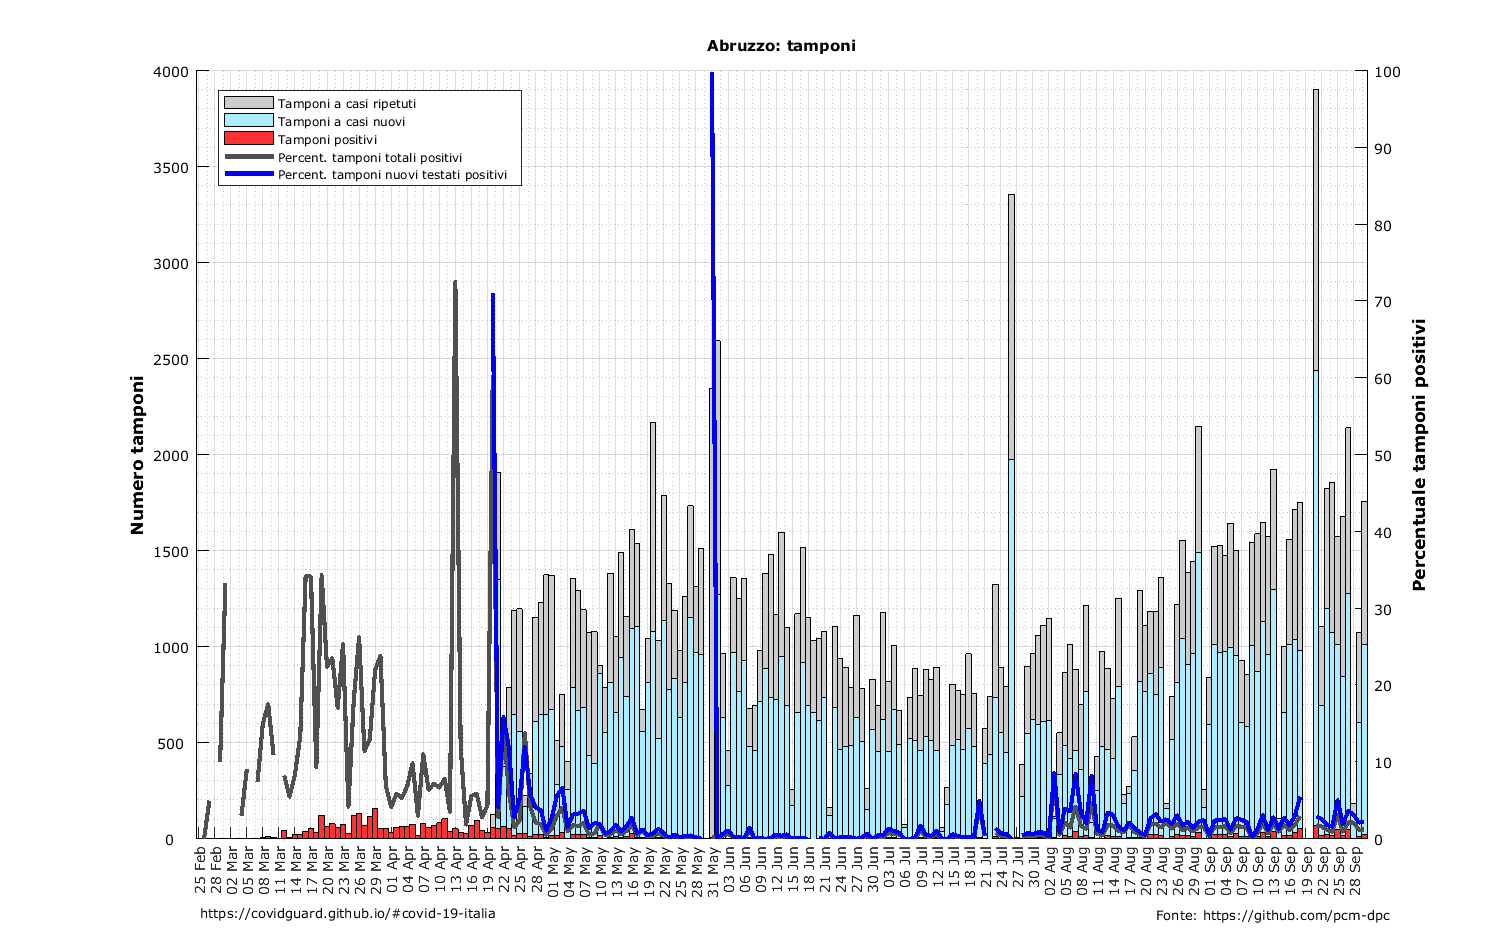 Abruzzo: tamponi
Tamponi a casi ripetuti
Tamponi a casi nuovi
Tamponi positivi
Percent. tamponi totali positivi
Percent. tamponi nuovi testati positivi
Numero tamponi
4000
3500
3000
2500
2000
1500
1000
500
0
100
90
80
70
60
50
40
30
20
10
0
Percentuale tamponi positivi
25 Feb
28 Feb
02 Mar
05 Mar
08 Mar
11 Mar
14 Mar
17 Mar
20 Mar
23 Mar
26 Mar
29 Mar
01 Apr
04 Apr
07 Apr
10 Apr
13 Apr
16 Apr
19 Apr
22 Apr
25 Apr
28 Apr
01 May
04 May
07 May
10 May
13 May
16 May
19 May
22 May
25 May
28 May
31 May
03 Jun
06 Jun
09 Jun
12 Jun
15 Jun
18 Jun
21 Jun
24 Jun
27 Jun
30 Jun
03 Jul
06 Jul
09 Jul
12 Jul
15 Jul
18 Jul
21 Jul
24 Jul
27 Jul
30 Jul
02 Aug
05 Aug
08 Aug
11 Aug
14 Aug
17 Aug
20 Aug
23 Aug
26 Aug
29 Aug
01 Sep
04 Sep
07 Sep
10 Sep
13 Sep
16 Sep
19 Sep
22 Sep
25 Sep
28 Sep
https://covidguard.github.io/#covid-19-italia
Fonte: https://github.com/pcm-dpc